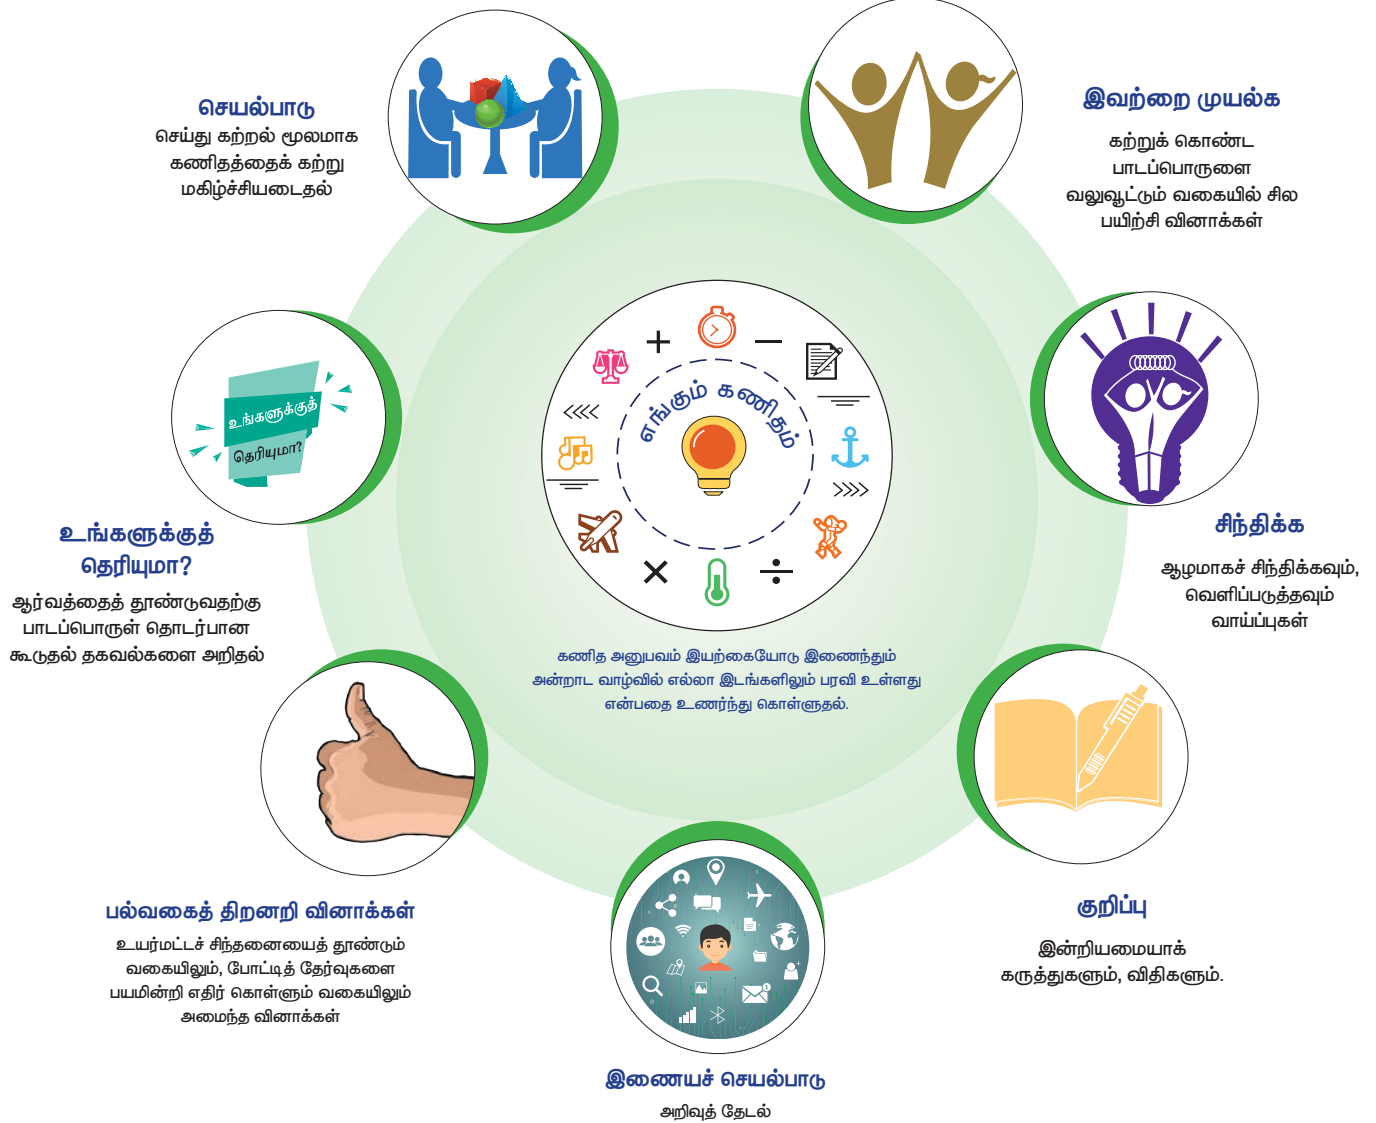 செயல்பாடு
செய்து கற்றல் மூலமாக
கணிதத்தைக் கற்று
மகிழ்ச்சியடைதல்
இவற்றை முயல்க
கற்றுக் கொண்ட
பாடப்பொருளை
வலுவூட்டும் வகையில் சில
பயிற்சி வினாக்கள்
உங்களுக்குத்
தெரியுமா?
உங்களுக்குத்
தெரியுமா?
ஆர்வத்தைத் தூண்டுவதற்கு
பாடப்பொருள் தொடர்பான
கூடுதல் தகவல்களை அறிதல்
எங்கும் கணிதம்
கணித அனுபவம் இயற்கையோடு இணைந்தும்
அன்றாட வாழ்வில் எல்லா இடங்களிலும் பரவி உள்ளது
என்பதை உணர்ந்து கொள்ளுதல்.
சிந்திக்க
ஆழமாகச் சிந்திக்கவும்,
வெளிப்படுத்தவும்
வாய்ப்புகள்
பல்வகைத் திறனறி வினாக்கள்
உயர்மட்டச் சிந்தனையைத் தூண்டும்
வகையிலும், போட்டித் தேர்வுகளை
பயமின்றி எதிர் கொள்ளும் வகையிலும்
அமைந்த வினாக்கள்
குறிப்பு
இன்றியமையாக்
கருத்துகளும், விதிகளும்.
இணையச் செயல்பாடு
அறிவுத் தேடல்